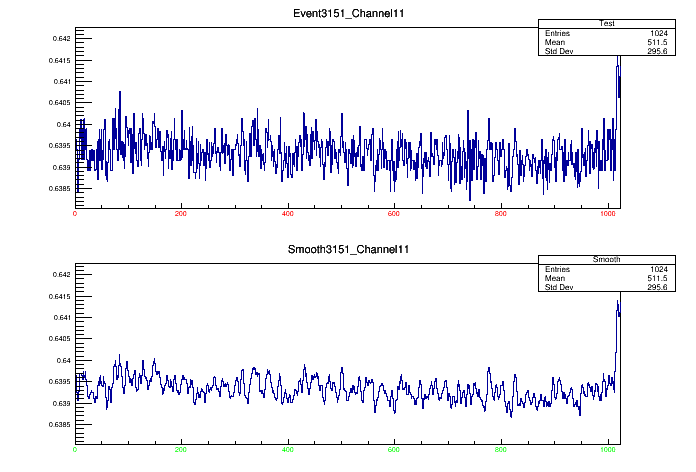 Event3151_Channel11
Test
Entries 1024
Mean 511.5
Std Dev 295.6
0.642
0.6415
0.641
0.6405
0.64
0.6395
0.639
0.6385
0 200 400 600 800 1000
Smooth3151_Channel11
Smooth
Entries 1024
Mean 511.5
Std Dev 295.6
0.642
0.6415
0.641
0.6405
0.64
0.6395
0.639
0.6385
0 200 400 600 800 1000